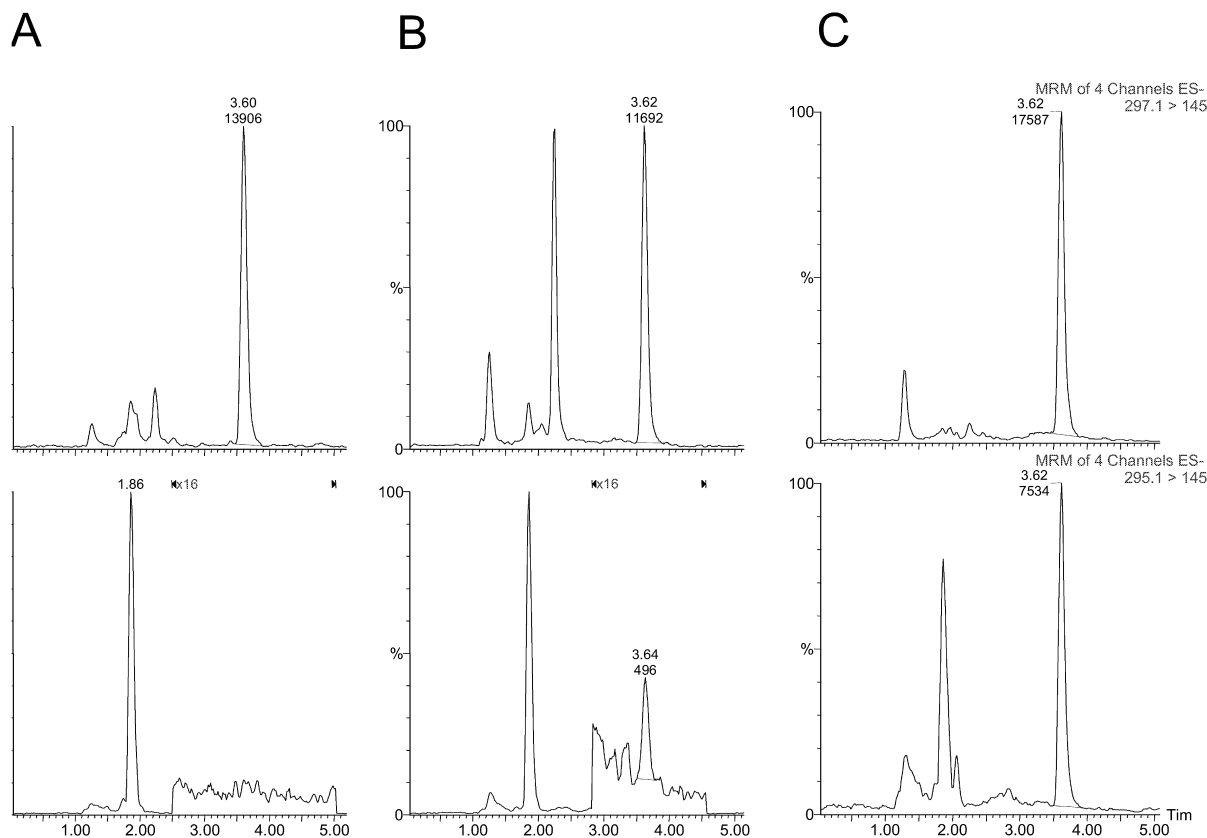 A
B
C
3.60
13906
100
%
0
3.62
11692
MRM of 4 Channels ES-
297.1 > 145
100
%
0
3.62
17587
1.86
x16
1.00 2.00 3.00 4.00 5.00
100
%
0
x16
3.64
496
1.00 2.00 3.00 4.00 5.00
MRM of 4 Channels ES-
295.1 > 145
100
%
0
3.62
7534
1.00 2.00 3.00 4.00 5.00
Tim